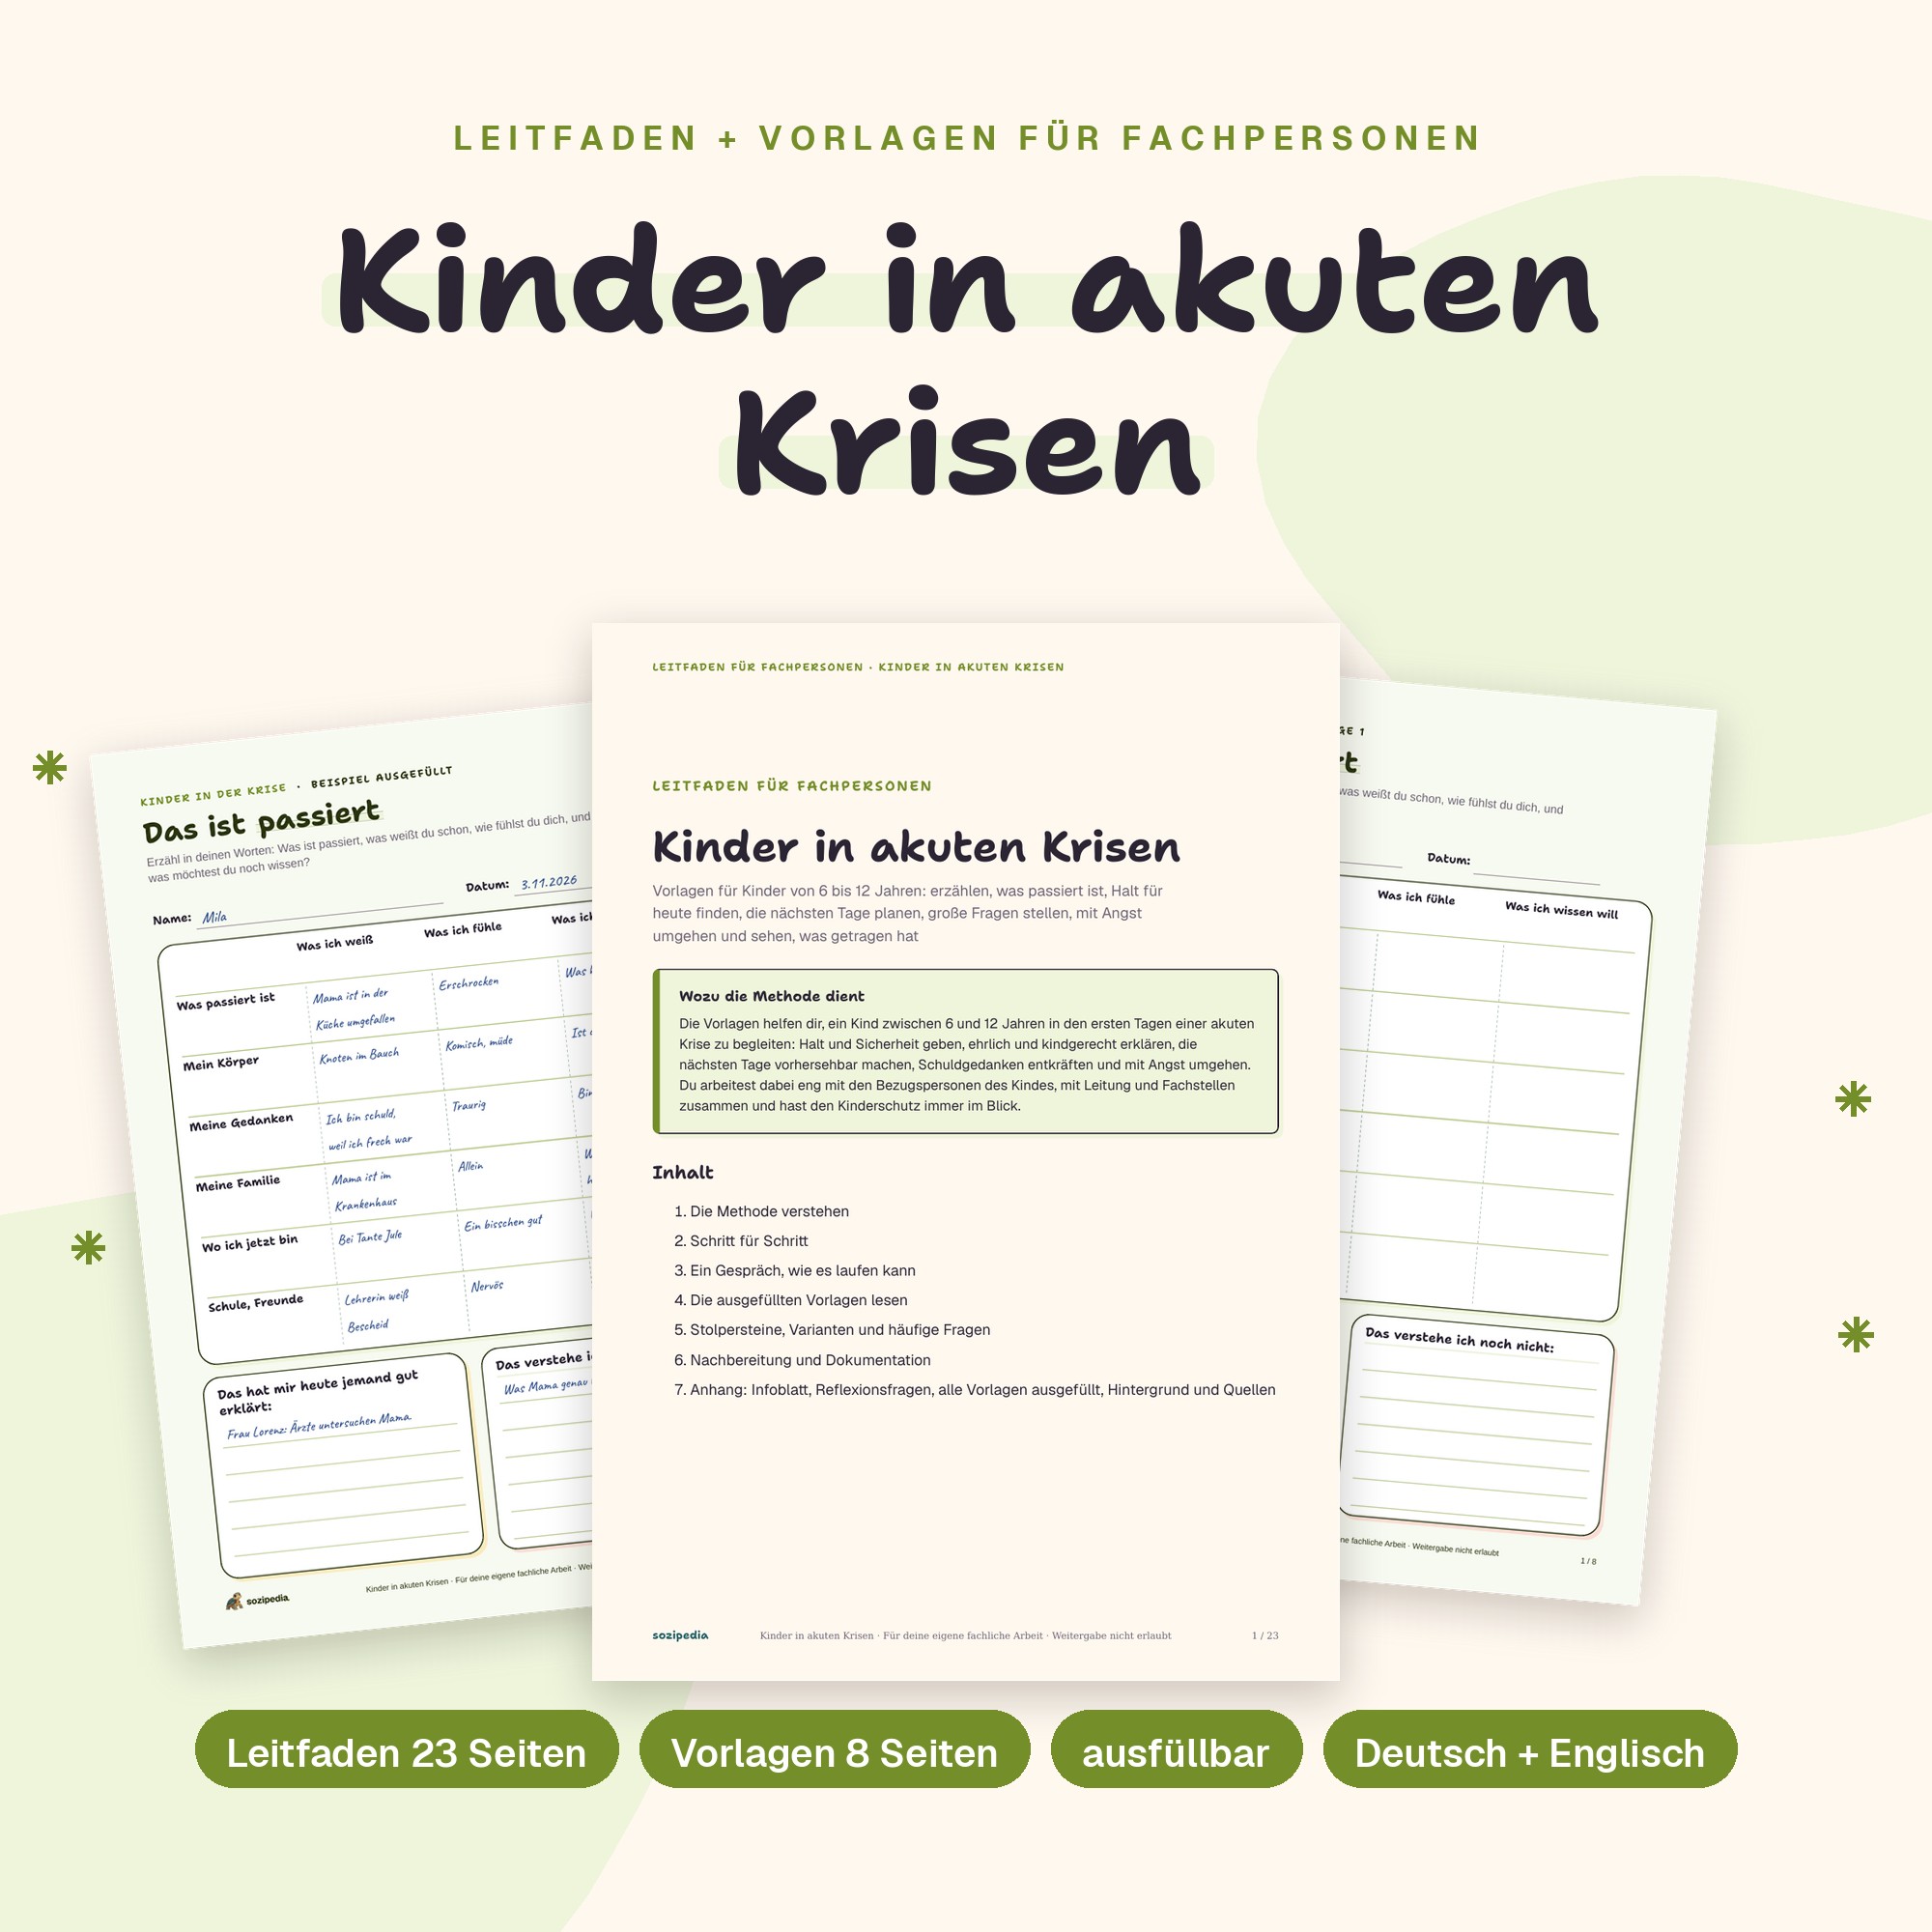 LEITFADEN + VORLAGEN FÜR FACHPERSONEN
Kinder in akuten
Krisen
KINDER IN DER KRISE · BEISPIEL AUSGEFÜLLT
Das ist passiert
Erzähl in deinen Worten: Was ist passiert, was weißt du schon, wie fühlst du dich, und
was möchtest du noch wissen?
Name: Mila
Datum: 3.11.2026
Was ich weiß
Was ich fühle
Was ich
Was passiert ist
Mama ist in der
Küche umgefallen
Erschrocken
Was
Mein Körper
Knoten im Bauch
Komisch, müde
Ist
Meine Gedanken
Ich bin schuld,
weil ich frech war
Traurig
Bin
Meine Familie
Mama ist im
Krankenhaus
Allein
Wo ich jetzt bin
Bei Tante Jule
Ein bisschen gut
Schule, Freunde
Lehrerin weiß
Bescheid
Nervös
Das hat mir heute jemand gut
erklärt:
Frau Lorenz: Ärzte untersuchen Mama.
Das verstehe
Was Mama genau
sozipedia
Kinder in akuten Krisen · Für deine eigene fachliche Arbeit ·
LEITFADEN FÜR FACHPERSONEN · KINDER IN AKUTEN KRISEN
LEITFADEN FÜR FACHPERSONEN
Kinder in akuten Krisen
Vorlagen für Kinder von 6 bis 12 Jahren: erzählen, was passiert ist, Halt für
heute finden, die nächsten Tage planen, große Fragen stellen, mit Angst
umgehen und sehen, was getragen hat
Wozu die Methode dient
Die Vorlagen helfen dir, ein Kind zwischen 6 und 12 Jahren in den ersten Tagen einer akuten
Krise zu begleiten: Halt und Sicherheit geben, ehrlich und kindgerecht erklären, die
nächsten Tage vorhersehbar machen, Schuldgedanken entkräften und mit Angst umgehen.
Du arbeitest dabei eng mit den Bezugspersonen des Kindes, mit Leitung und Fachstellen
zusammen und hast den Kinderschutz immer im Blick.
Inhalt
1. Die Methode verstehen
2. Schritt für Schritt
3. Ein Gespräch, wie es laufen kann
4. Die ausgefüllten Vorlagen lesen
5. Stolpersteine, Varianten und häufige Fragen
6. Nachbereitung und Dokumentation
7. Anhang: Infoblatt, Reflexionsfragen, alle Vorlagen ausgefüllt, Hintergrund und Quellen
sozipedia
Kinder in akuten Krisen · Für deine eigene fachliche Arbeit · Weitergabe nicht erlaubt
1 / 23
1
was weißt du schon, wie fühlst du dich, und
Datum:
Was ich fühle
Was ich wissen will
Das verstehe ich noch nicht:
fachliche Arbeit · Weitergabe nicht erlaubt
1 / 8
Leitfaden 23 Seiten
Vorlagen 8 Seiten
ausfüllbar
Deutsch + Englisch